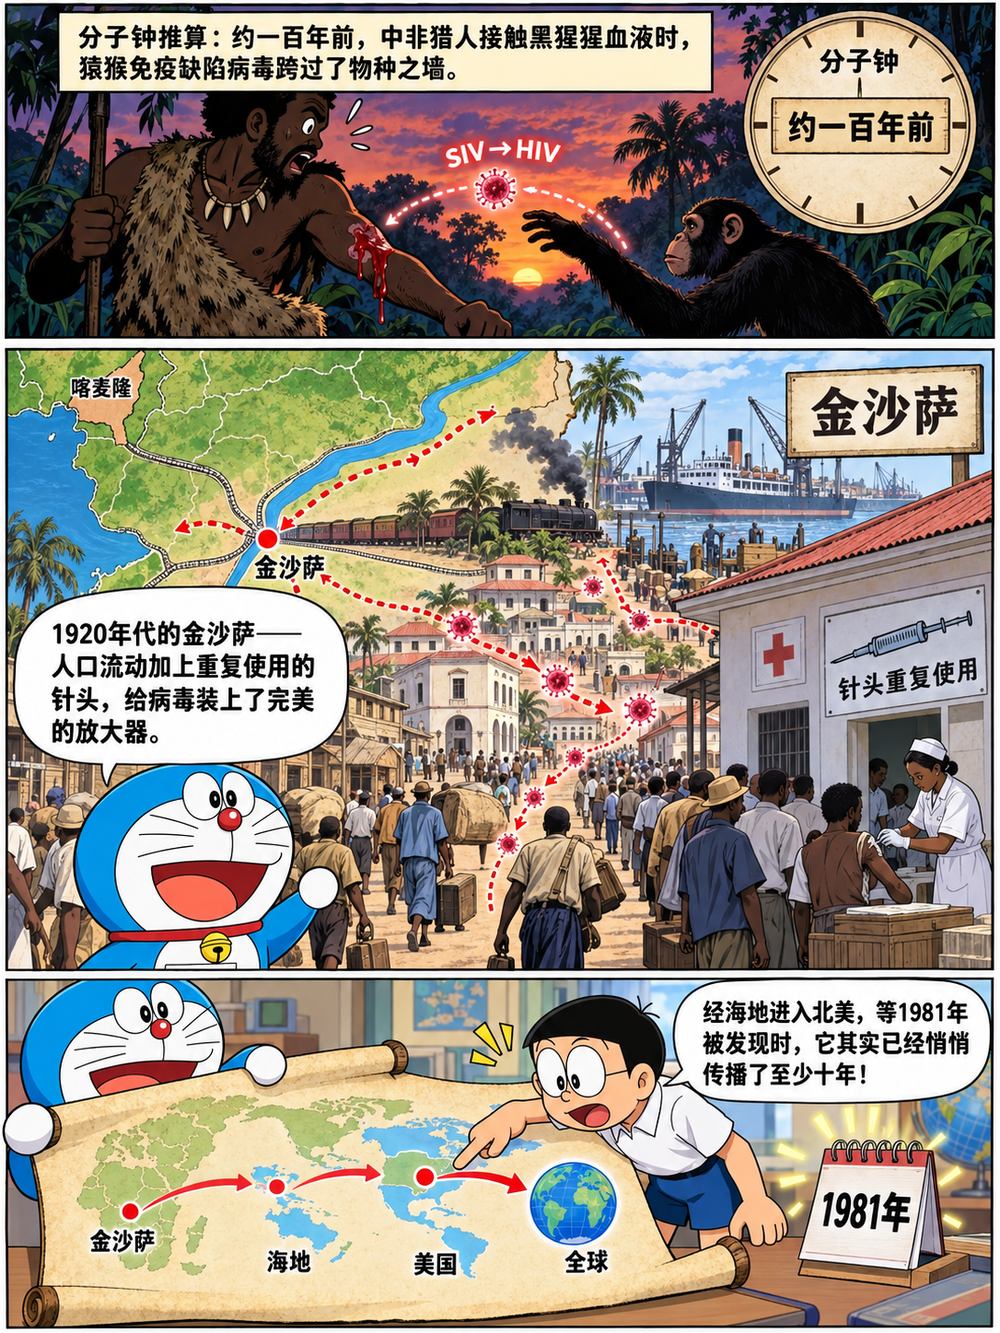 分子钟推算：约一百年前，中非猎人接触黑猩猩血液时，
猿猴免疫缺陷病毒跨过了物种之墙。
分子钟
约一百年前
SIV→HIV
喀麦隆
金沙萨
金沙萨
1920年代的金沙萨——
人口流动加上重复使用的
针头，给病毒装上了完美
的放大器。
针头重复使用
经海地进入北美，等1981年
被发现时，它其实已经悄悄
传播了至少十年！
金沙萨
海地
美国
全球
1981年